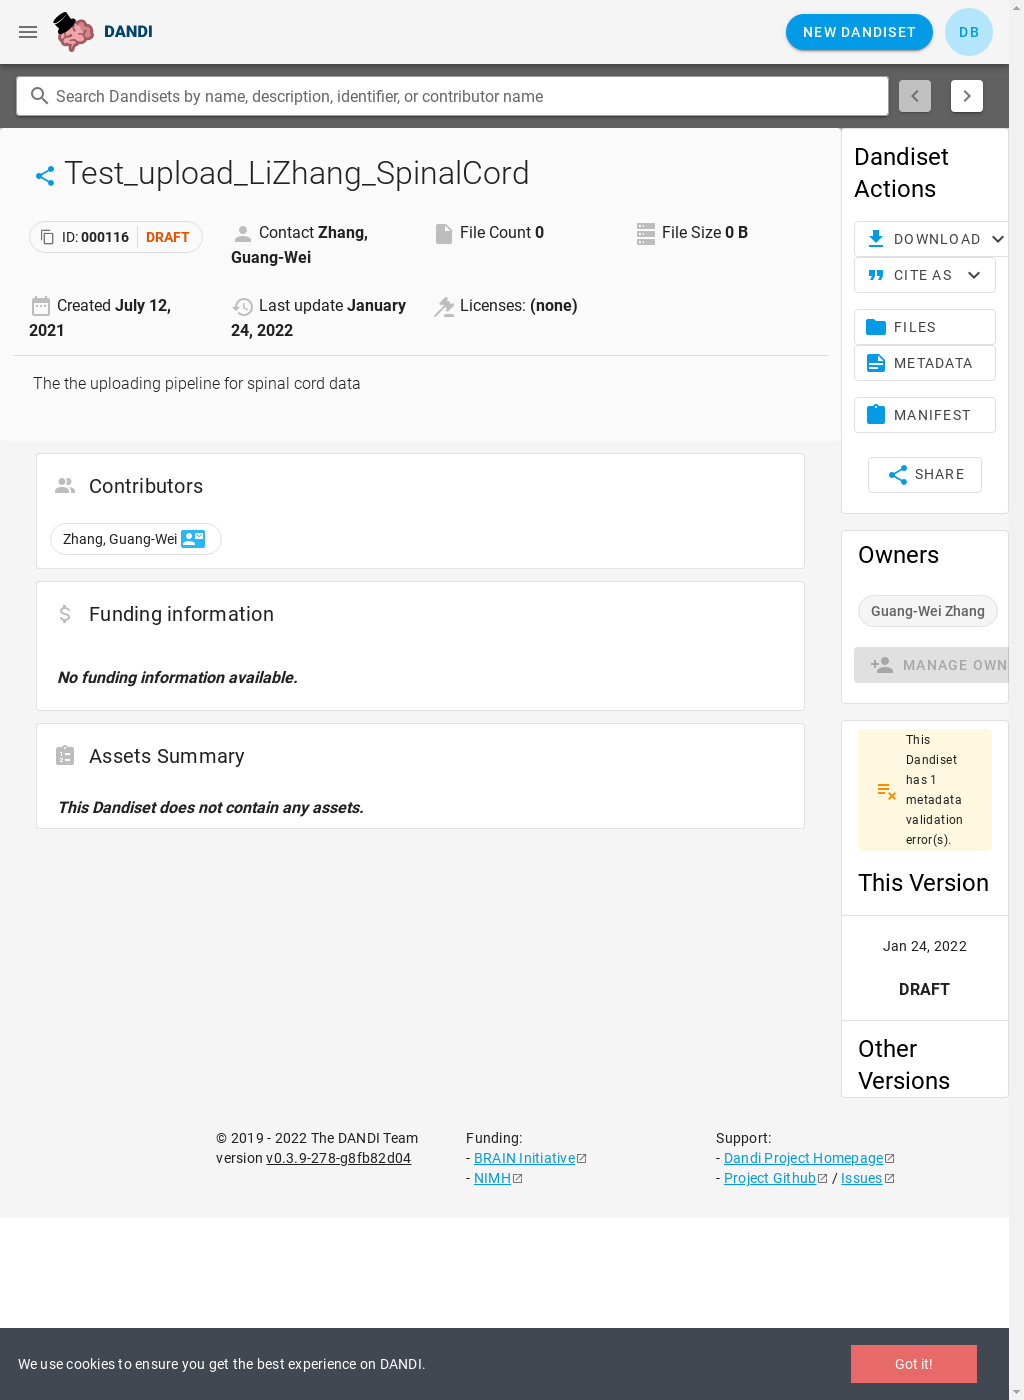 DANDI
NEW DANDISET
DB
Search Dandisets by name, description, identifier, or contributor name
Test_upload_LiZhang_SpinalCord
ID: 000116 DRAFT
Contact Zhang, Guang-Wei
File Count 0
File Size 0 B
Created July 12, 2021
Last update January 24, 2022
Licenses: (none)
The the uploading pipeline for spinal cord data
Contributors
Zhang, Guang-Wei
Funding information
No funding information available.
Assets Summary
This Dandiset does not contain any assets.
Dandiset
Actions
DOWNLOAD
CITE AS
FILES
METADATA
MANIFEST
SHARE
Owners
Guang-Wei Zhang
MANAGE OWN
This
Dandiset
has 1
metadata
validation
error(s).
This Version
Jan 24, 2022
DRAFT
Other
Versions
© 2019 - 2022 The DANDI Team
version v0.3.9-278-g8fb82d04
Funding:
- BRAIN Initiative
- NIMH
Support:
- Dandi Project Homepage
- Project Github / Issues
We use cookies to ensure you get the best experience on DANDI.
Got it!